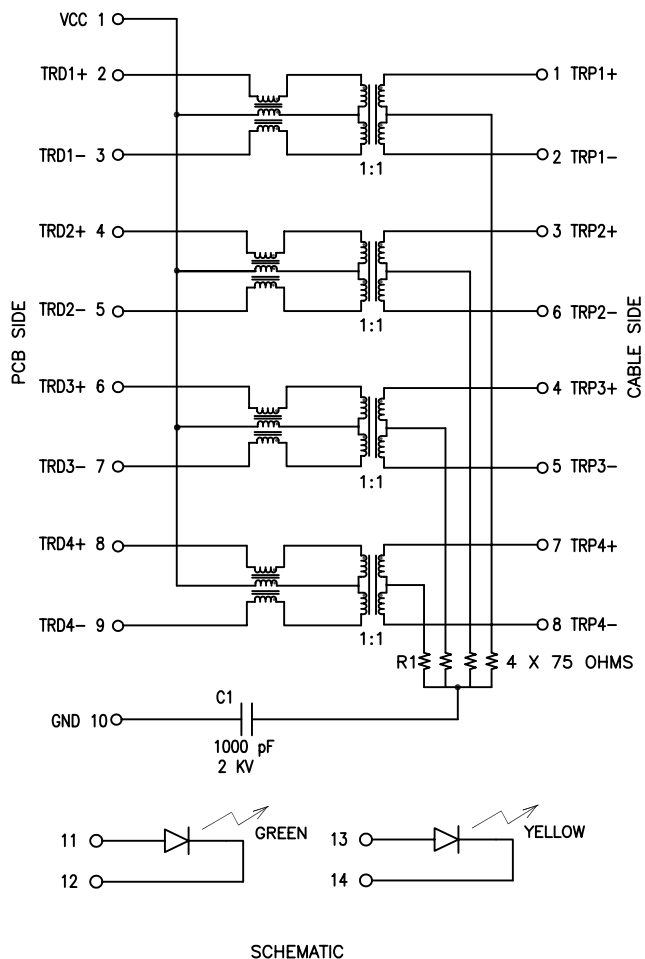 VCC 1
TRD1+ 2
1 TRP1+
TRD1- 3
2 TRP1-
1:1
TRD2+ 4
3 TRP2+
TRD2- 5
6 TRP2-
1:1
PCB SIDE
CABLE SIDE
TRD3+ 6
4 TRP3+
TRD3- 7
5 TRP3-
1:1
TRD4+ 8
7 TRP4+
TRD4- 9
8 TRP4-
1:1
R1
4 X 75 OHMS
C1
GND 10
1000 pF
2 KV
11
GREEN
12
13
YELLOW
14
SCHEMATIC